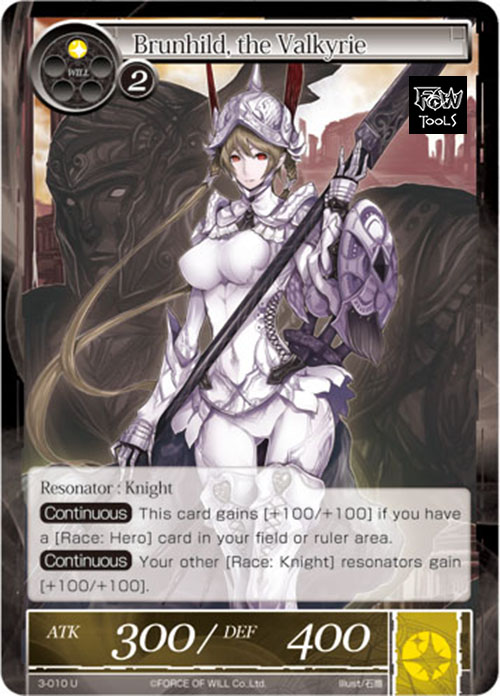 Brunhild, the Valkyrie
WILL
2
FOW
TOOLS
Resonator : Knight
Continuous This card gains [+100/+100] if you have
a [Race: Hero] card in your field or ruler area.
Continuous Your other [Race: Knight] resonators gain
[+100/+100].
ATK 300 / DEF 400
3-010 U ©FORCE OF WILL Co.,Ltd. Illust/石